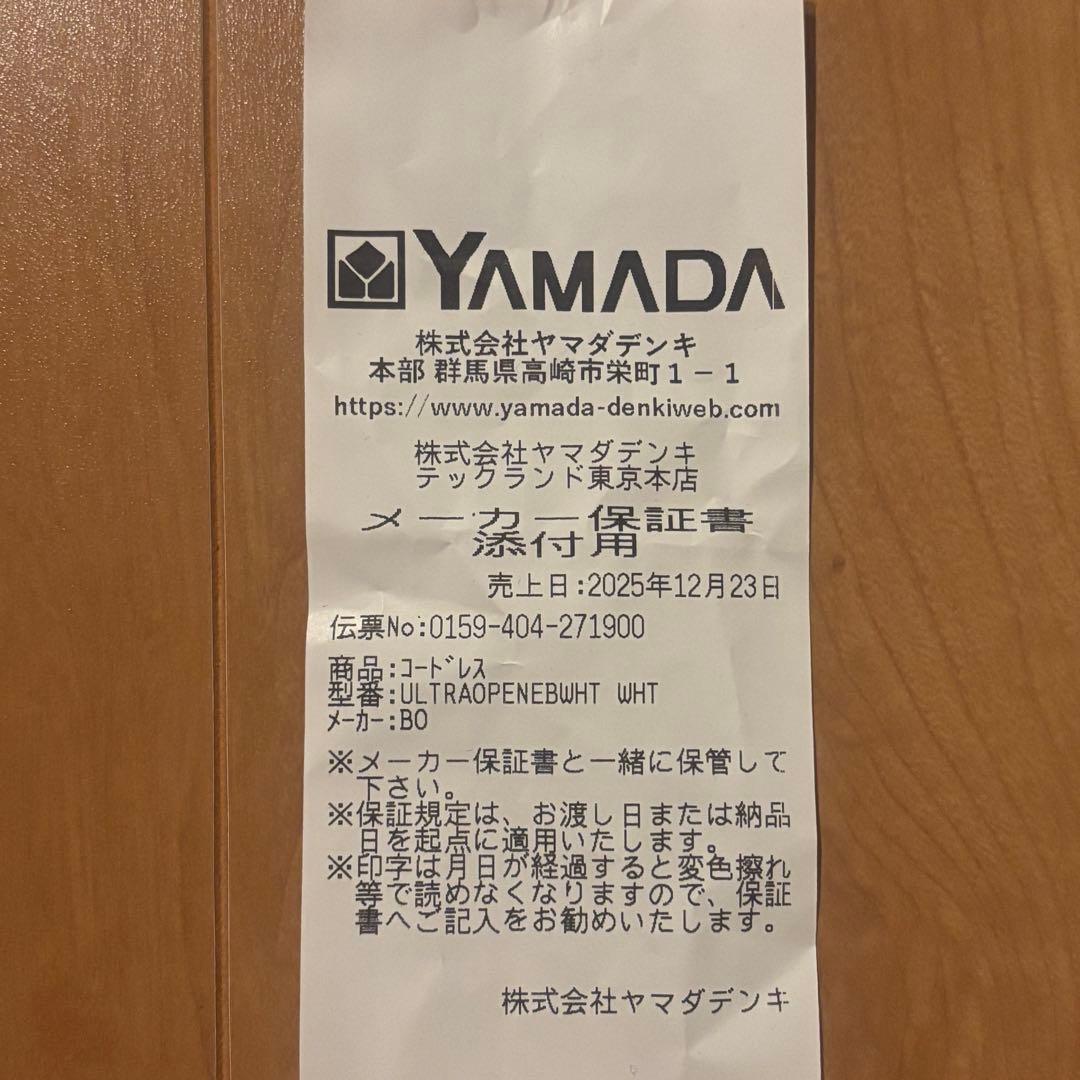 YAMADA
株式会社ヤマダデンキ
本部 群馬県高崎市栄町1-1
https://www.yamada-denkiweb.com
株式会社ヤマダデンキ
テックランド東京本店
メーカー保証書
添付用
売上日:2025年12月23日
伝票No:0159-404-271900
商品:ｺｰﾄﾞﾚｽ
型番:ULTRAOPENEBWHT WHT
ﾒｰｶｰ:BO
※メーカー保証書と一緒に保管して
下さい。
※保証規定は、お渡し日または納品
日を起点に適用いたします。
※印字は月日が経過すると変色擦れ
等で読めなくなりますので、保証
書へご記入をお勧めいたします。
株式会社ヤマダデンキ